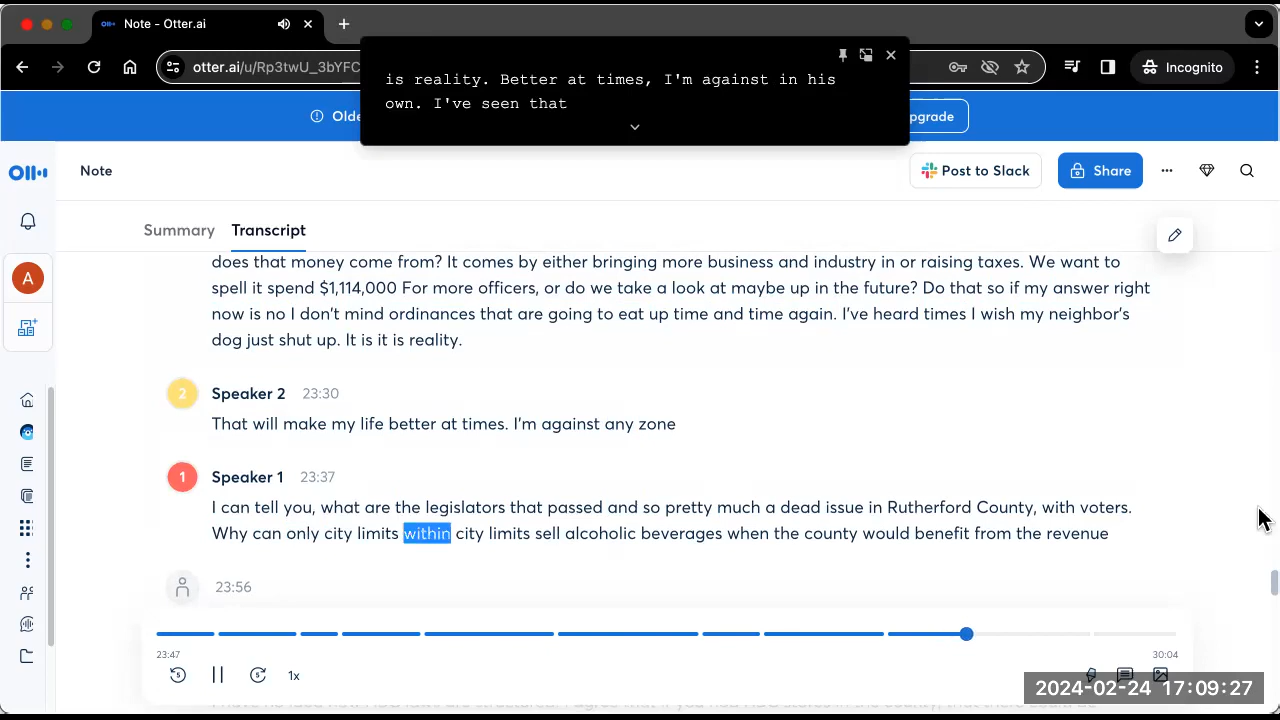 Note - Otter.ai
otter.ai/u/Rp3twU_3bYFC
Incognito
is reality. Better at times, I'm against in his
own. I've seen that
Olde
pgrade
Note
Post to Slack
Share
Summary
Transcript
A
does that money come from? It comes by either bringing more business and industry in or raising taxes. We want to
spell it spend $1,114,000 For more officers, or do we take a look at maybe up in the future? Do that so if my answer right
now is no I don't mind ordinances that are going to eat up time and time again. I've heard times I wish my neighbor's
dog just shut up. It is it is reality.
2 Speaker 2 23:30
That will make my life better at times. I'm against any zone
1 Speaker 1 23:37
I can tell you, what are the legislators that passed and so pretty much a dead issue in Rutherford County, with voters.
Why can only city limits within city limits sell alcoholic beverages when the county would benefit from the revenue
23:56
23:47
30:04
5
5
1x
2024-02-24 17:09:27